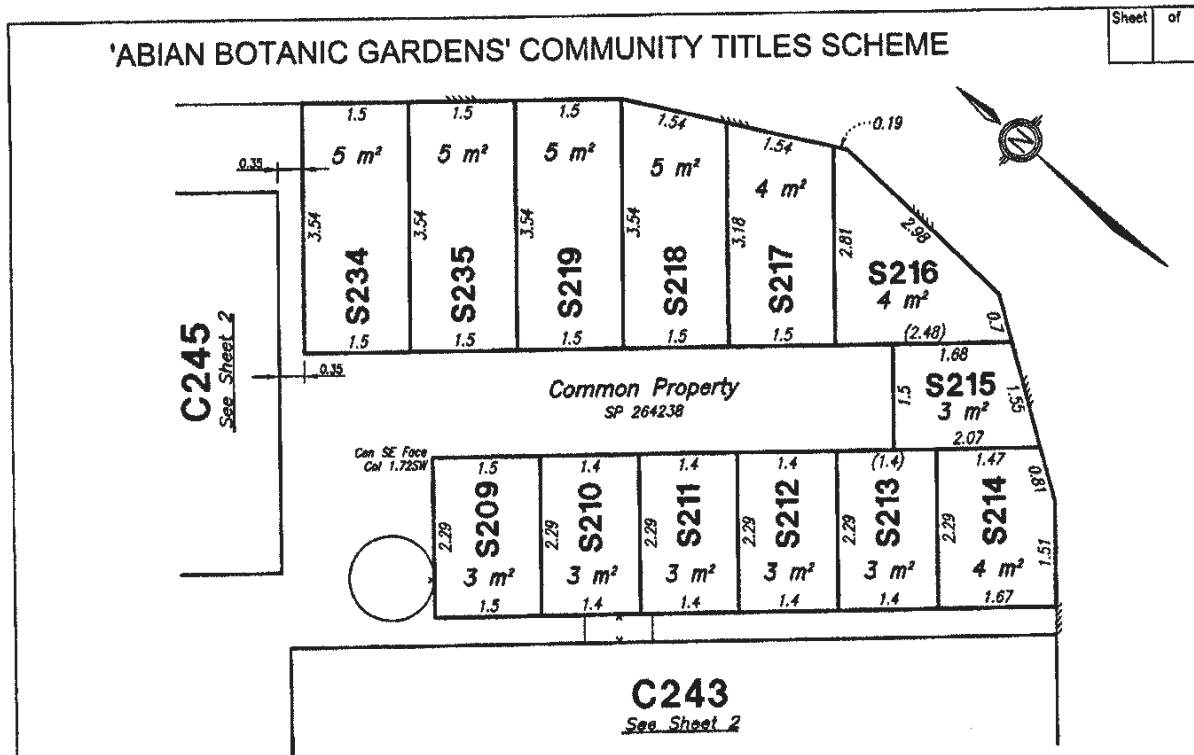 Sheet of
'ABIAN BOTANIC GARDENS' COMMUNITY TITLES SCHEME
1.5 1.5 1.5 1.54 1.54 0.19
5 m² 5 m² 5 m² 5 m² 4 m²
0.35
3.54 3.54 3.54 3.54 3.18 2.81 2.98
S234 S235 S219 S218 S217 S216
4 m²
1.5 1.5 1.5 1.5 1.5 (2.48) 0.7
N
C245
See Sheet 2
0.35
Common Property
SP 264238
1.68
1.5 S215 1.55
3 m²
2.07
Cen SE Face
Col 1.72SW
1.5 1.4 1.4 1.4 (1.4) 1.47 0.81
2.29 2.29 2.29 2.29 2.29 2.29 1.51
S209 S210 S211 S212 S213 S214
3 m² 3 m² 3 m² 3 m² 3 m² 4 m²
1.5 1.4 1.4 1.4 1.4 1.67
C243
See Sheet 2